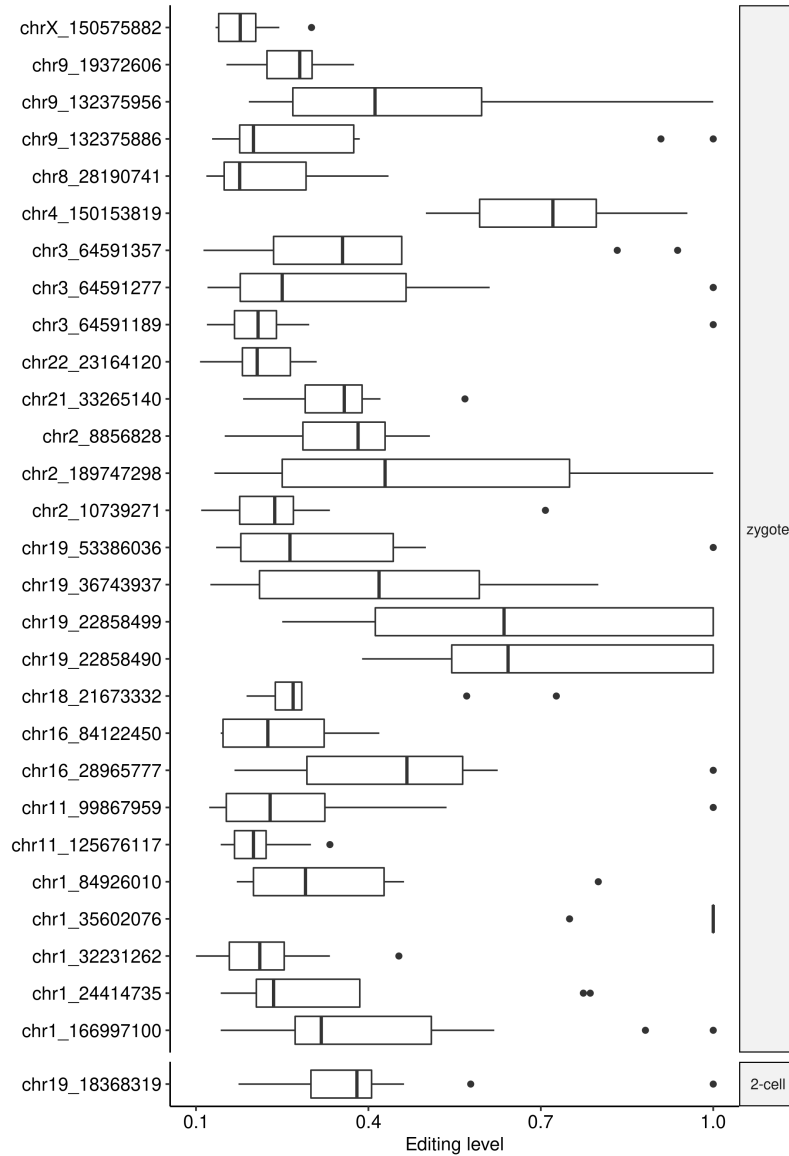 chrX_150575882
chr9_19372606
chr9_132375956
chr9_132375886
chr8_28190741
chr4_150153819
chr3_64591357
chr3_64591277
chr3_64591189
chr22_23164120
chr21_33265140
chr2_8856828
chr2_189747298
chr2_10739271
chr19_53386036
chr19_36743937
chr19_22858499
chr19_22858490
chr18_21673332
chr16_84122450
chr16_28965777
chr11_99867959
chr11_125676117
chr1_84926010
chr1_35602076
chr1_32231262
chr1_24414735
chr1_166997100
zygote
chr19_18368319
2-cell
0.1 0.4 0.7 1.0
Editing level